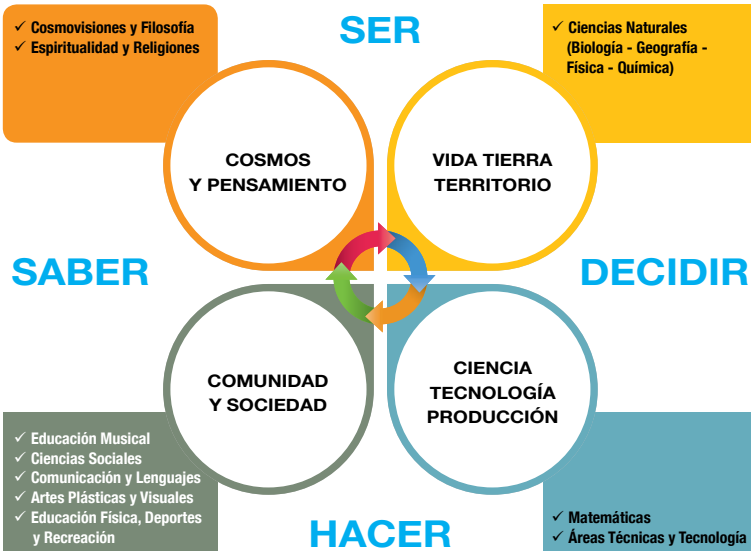 SER
✓ Cosmovisiones y Filosofía
✓ Espiritualidad y Religiones
✓ Ciencias Naturales
(Biología - Geografía -
Física - Química)
COSMOS
Y PENSAMIENTO
VIDA TIERRA
TERRITORIO
SABER
DECIDIR
COMUNIDAD
Y SOCIEDAD
CIENCIA
TECNOLOGÍA
PRODUCCIÓN
✓ Educación Musical
✓ Ciencias Sociales
✓ Comunicación y Lenguajes
✓ Artes Plásticas y Visuales
✓ Educación Física, Deportes
y Recreación
✓ Matemáticas
✓ Áreas Técnicas y Tecnología
HACER